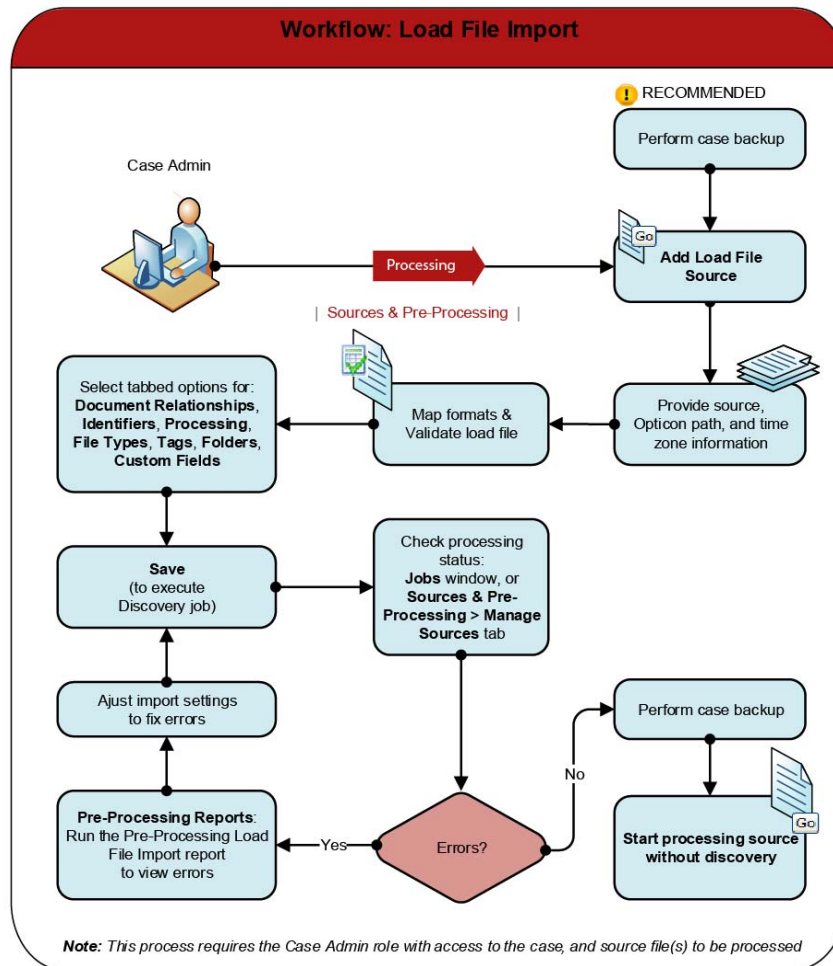 Workflow: Load File Import
RECOMMENDED
Perform case backup
Case Admin
Go
Processing
Add Load File
Source
| Sources & Pre-Processing |
Select tabbed options for:
Document Relationships,
Identifiers, Processing,
File Types, Tags, Folders,
Custom Fields
Map formats &
Validate load file
Provide source,
Opticon path, and time
zone information
Save
(to execute
Discovery job)
Check processing
status:
Jobs window, or
Sources & Pre-
Processing > Manage
Sources tab
Ajust import settings
to fix errors
Perform case backup
No
Pre-Processing Reports:
Run the Pre-Processing Load
File Import report
to view errors
Yes
Errors?
Start processing source
without discovery
Go
Note: This process requires the Case Admin role with access to the case, and source file(s) to be processed